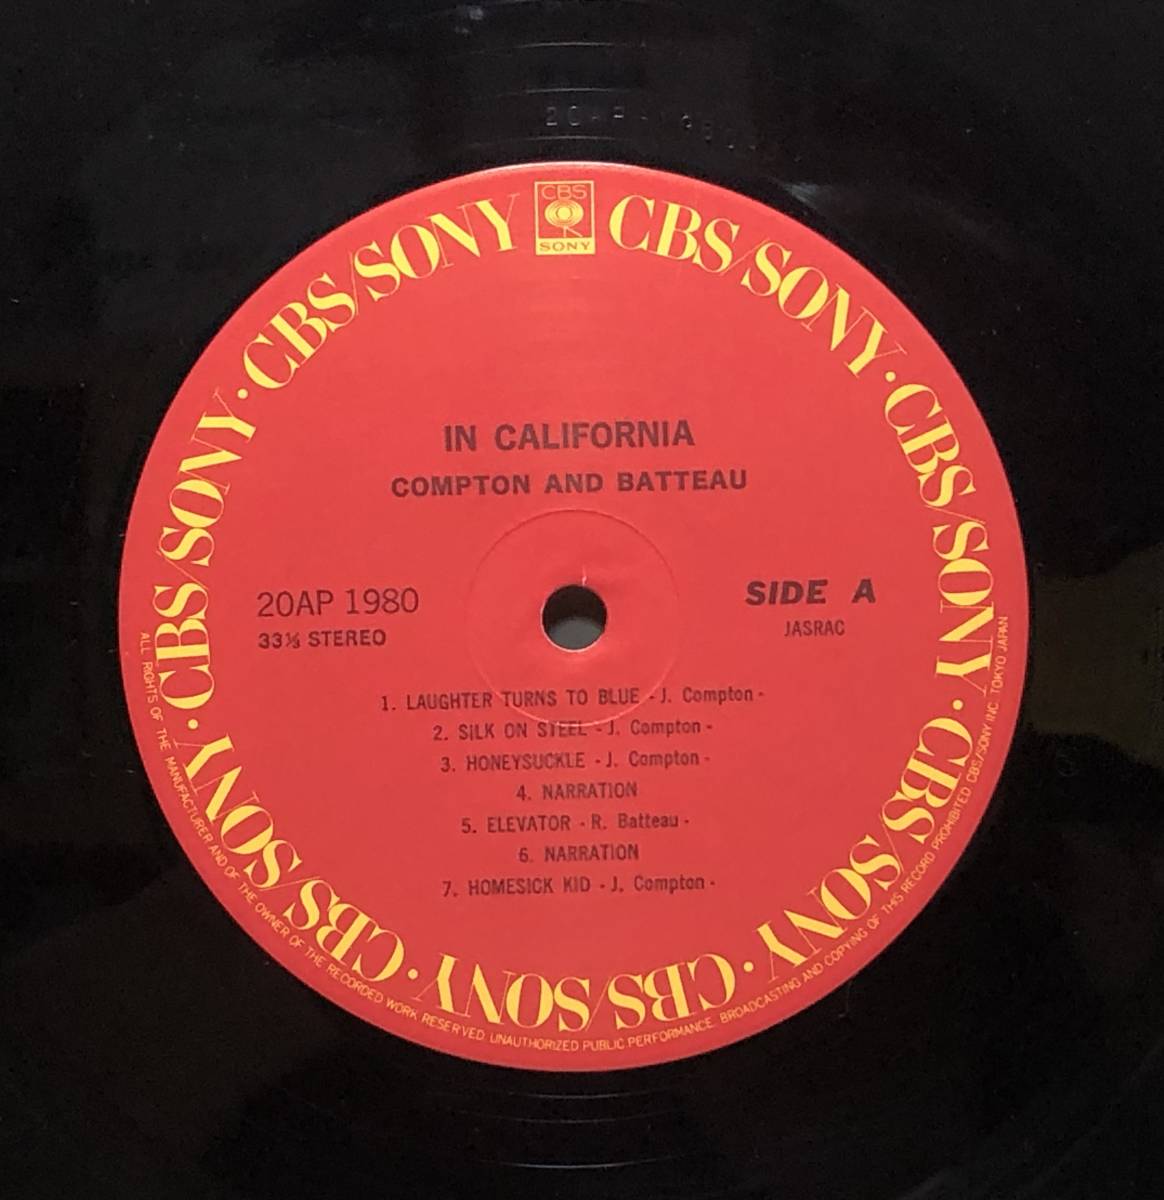 CBS
SONY
CBS/SONY · CBS/SONY · CBS/SONY · CBS/SONY · CBS/SONY · CBS/SONY · CBS/SONY · CBS/SONY
IN CALIFORNIA
COMPTON AND BATTEAU
20AP 1980
33⅓ STEREO
SIDE A
JASRAC
1. LAUGHTER TURNS TO BLUE - J. Compton -
2. SILK ON STEEL - J. Compton -
3. HONEYSUCKLE - J. Compton -
4. NARRATION
5. ELEVATOR - R. Batteau -
6. NARRATION
7. HOMESICK KID - J. Compton -
ALL RIGHTS OF THE MANUFACTURER AND OF THE OWNER OF THE RECORDED WORK RESERVED. UNAUTHORIZED PUBLIC PERFORMANCE, BROADCASTING AND COPYING OF THIS RECORD PROHIBITED CBS/SONY INC. TOKYO JAPAN